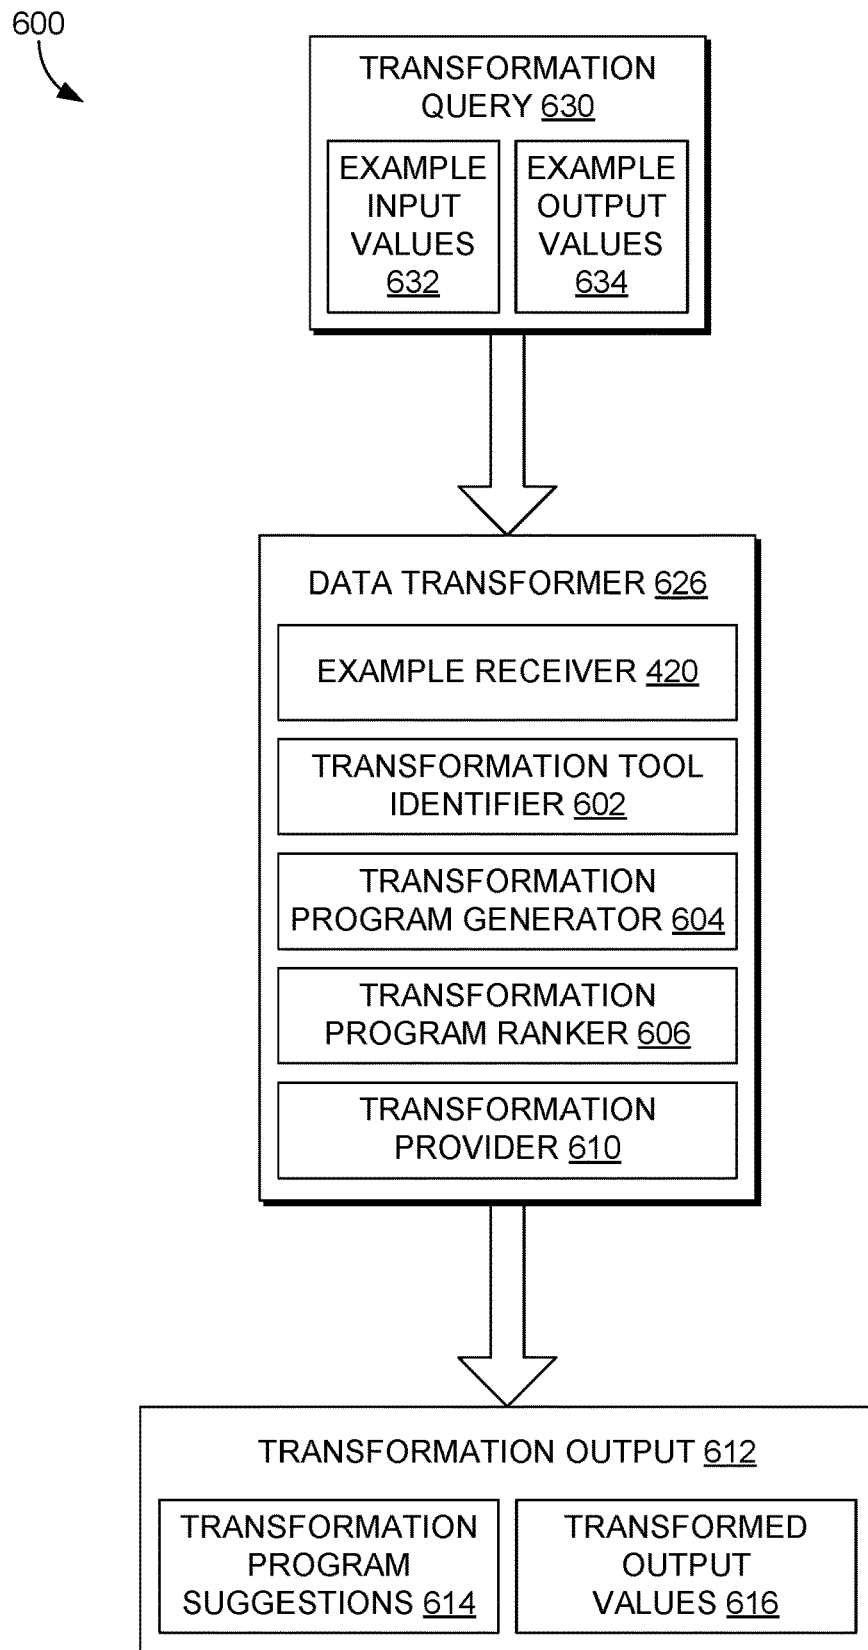 600
TRANSFORMATION
QUERY 630
EXAMPLE
INPUT
VALUES
632
EXAMPLE
OUTPUT
VALUES
634
DATA TRANSFORMER 626
EXAMPLE RECEIVER 420
TRANSFORMATION TOOL
IDENTIFIER 602
TRANSFORMATION
PROGRAM GENERATOR 604
TRANSFORMATION
PROGRAM RANKER 606
TRANSFORMATION
PROVIDER 610
TRANSFORMATION OUTPUT 612
TRANSFORMATION
PROGRAM
SUGGESTIONS 614
TRANSFORMED
OUTPUT
VALUES 616